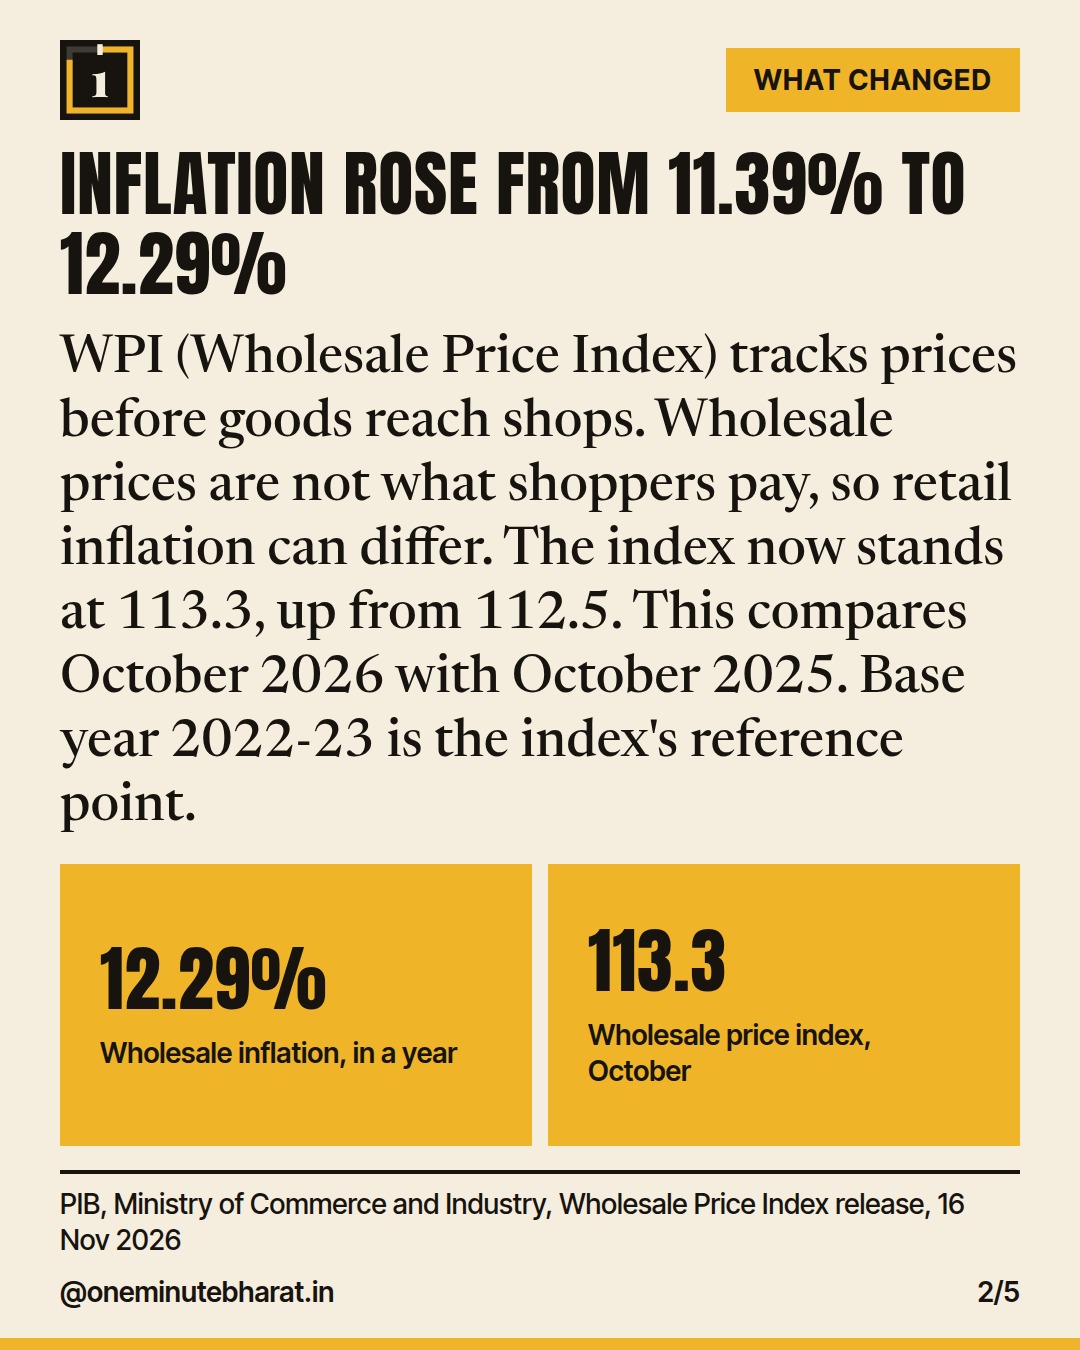 ı
WHAT CHANGED
INFLATION ROSE FROM 11.39% TO
12.29%
WPI (Wholesale Price Index) tracks prices
before goods reach shops. Wholesale
prices are not what shoppers pay, so retail
inflation can differ. The index now stands
at 113.3, up from 112.5. This compares
October 2026 with October 2025. Base
year 2022-23 is the index's reference
point.
12.29%
Wholesale inflation, in a year
113.3
Wholesale price index,
October
PIB, Ministry of Commerce and Industry, Wholesale Price Index release, 16
Nov 2026
@oneminutebharat.in
2/5